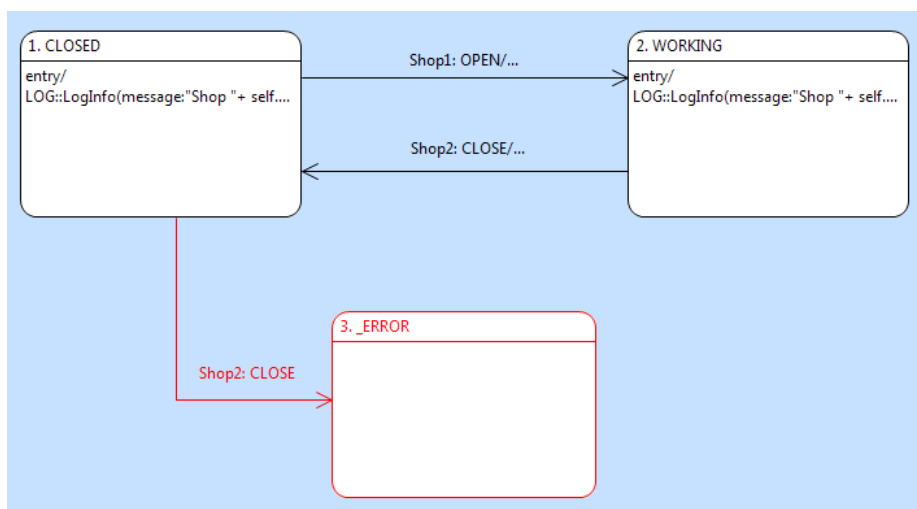 1. CLOSED
entry/
LOG::LogInfo(message:"Shop "+ self....
Shop1: OPEN/...
2. WORKING
entry/
LOG::LogInfo(message:"Shop "+ self....
Shop2: CLOSE/...
3. _ERROR
Shop2: CLOSE